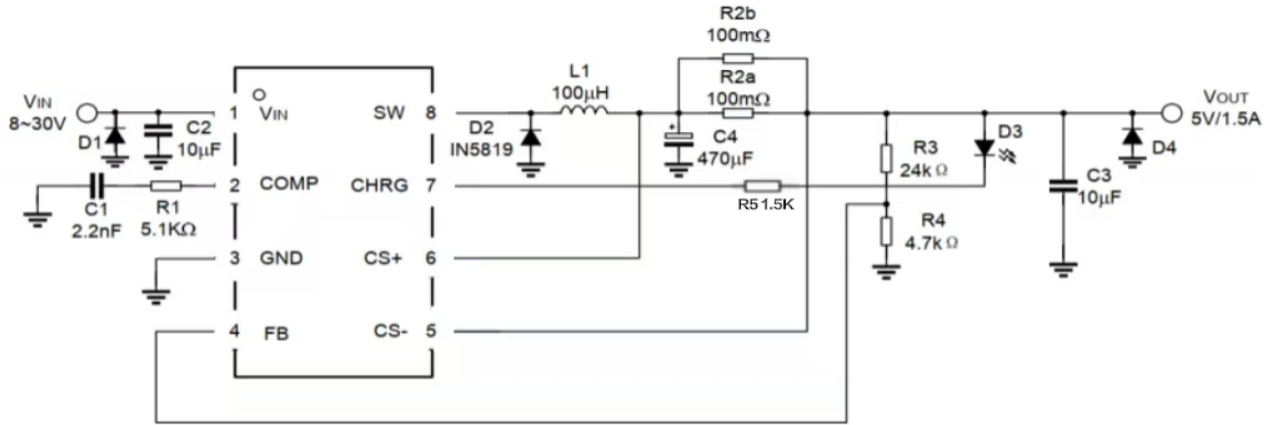 R2b
100mΩ
L1
100μH
R2a
100mΩ
VIN
8~30V
D1
C2
10μF
1
VIN
SW
8
D2
IN5819
C4
470μF
+
R3
24kΩ
D3
VOUT
5V/1.5A
D4
C1
2.2nF
R1
5.1KΩ
2
COMP
CHRG
7
R5 1.5K
C3
10μF
R4
4.7kΩ
3
GND
CS+
6
4
FB
CS-
5